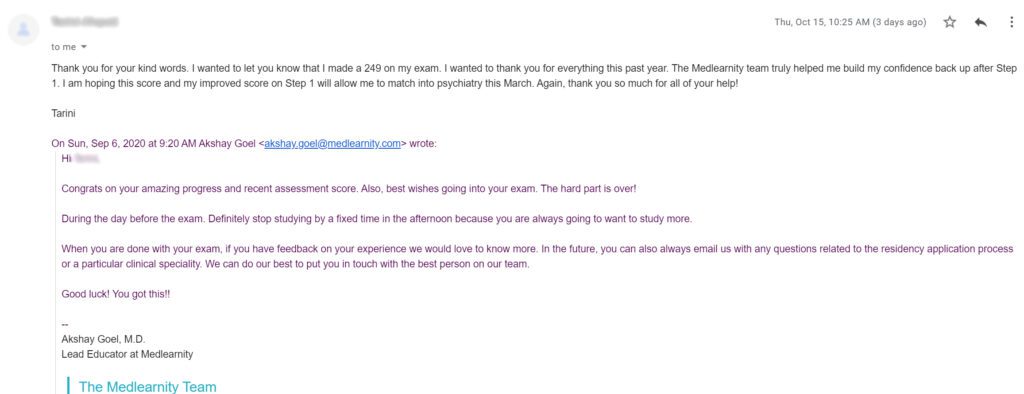 Thu, Oct 15, 10:25 AM (3 days ago)
to me
Thank you for your kind words. I wanted to let you know that I made a 249 on my exam. I wanted to thank you for everything this past year. The Medlearnity team truly helped me build my confidence back up after Step
1. I am hoping this score and my improved score on Step 1 will allow me to match into psychiatry this March. Again, thank you so much for all of your help!
Tarini
On Sun, Sep 6, 2020 at 9:20 AM Akshay Goel <akshay.goel@medlearnity.com> wrote:
Hi
Congrats on your amazing progress and recent assessment score. Also, best wishes going into your exam. The hard part is over!
During the day before the exam. Definitely stop studying by a fixed time in the afternoon because you are always going to want to study more.
When you are done with your exam, if you have feedback on your experience we would love to know more. In the future, you can also always email us with any questions related to the residency application process
or a particular clinical speciality. We can do our best to put you in touch with the best person on our team.
Good luck! You got this!!
--
Akshay Goel, M.D.
Lead Educator at Medlearnity
The Medlearnity Team